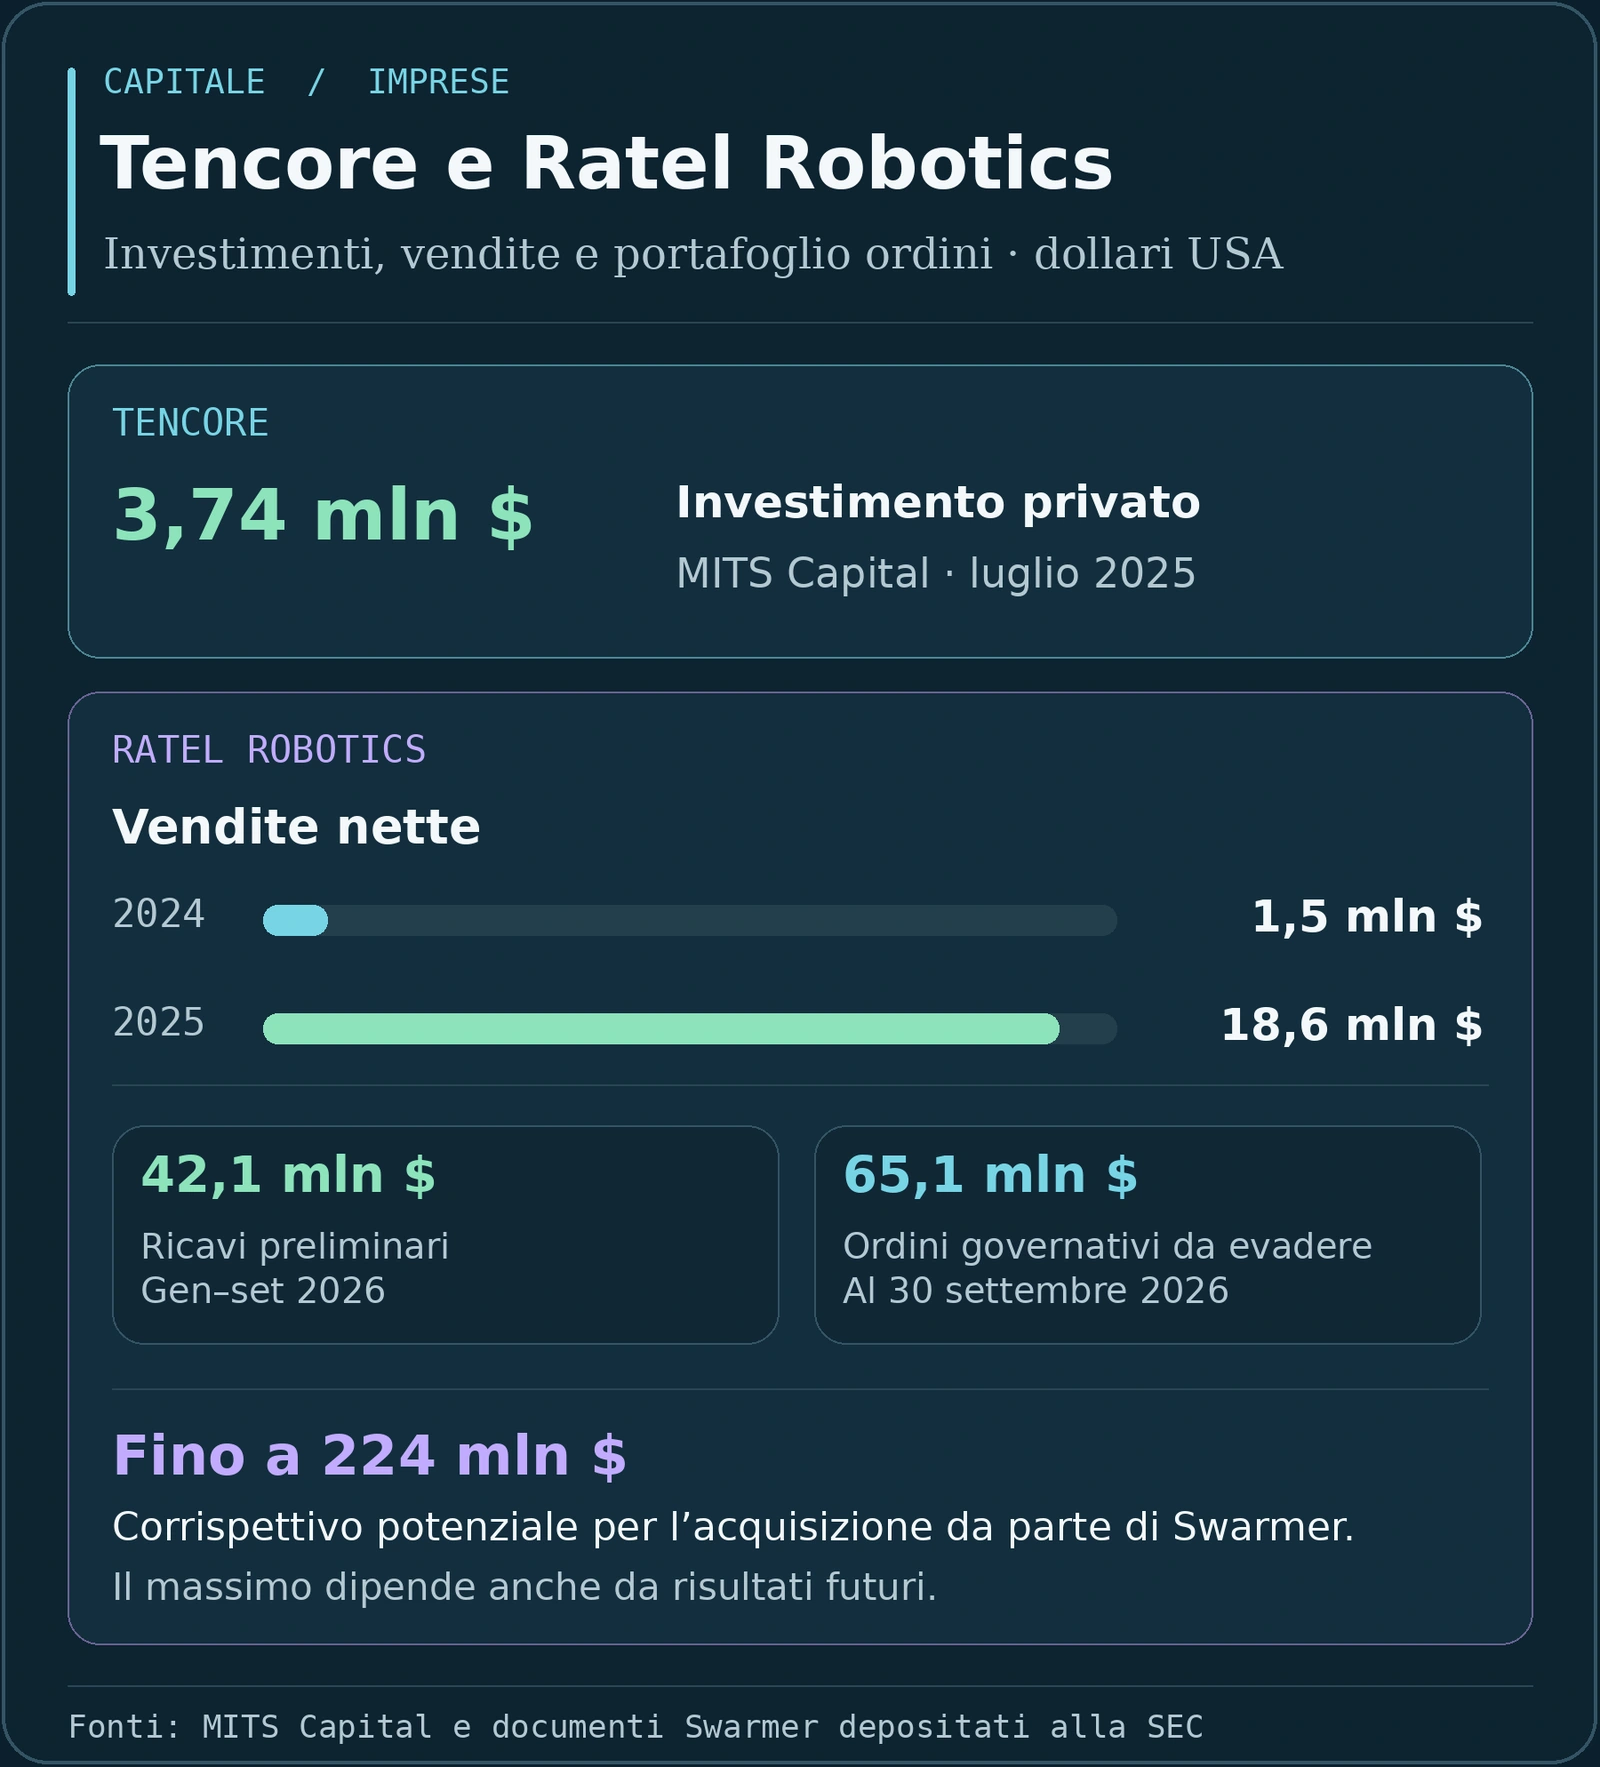 CAPITALE / IMPRESE
Tencore e Ratel Robotics
Investimenti, vendite e portafoglio ordini · dollari USA
TENCORE
3,74 mln $
Investimento privato
MITS Capital · luglio 2025
RATEL ROBOTICS
Vendite nette
2024 1,5 mln $
2025 18,6 mln $
42,1 mln $
Ricavi preliminari
Gen–set 2026
65,1 mln $
Ordini governativi da evadere
Al 30 settembre 2026
Fino a 224 mln $
Corrispettivo potenziale per l’acquisizione da parte di Swarmer.
Il massimo dipende anche da risultati futuri.
Fonti: MITS Capital e documenti Swarmer depositati alla SEC